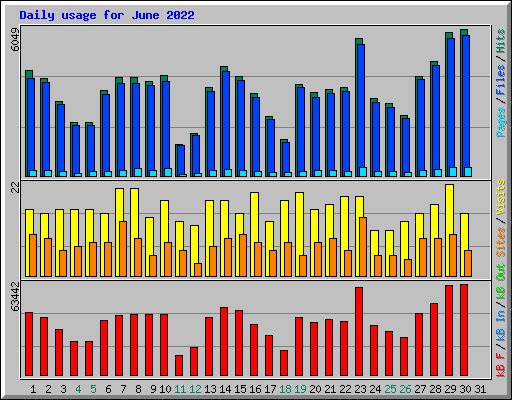 Daily usage for June 2022
6049
Pages / Files / Hits
22
Sites / Visits
63442
kB F / kB In / kB Out
1 2 3 4 5 6 7 8 9 10 11 12 13 14 15 16 17 18 19 20 21 22 23 24 25 26 27 28 29 30 31